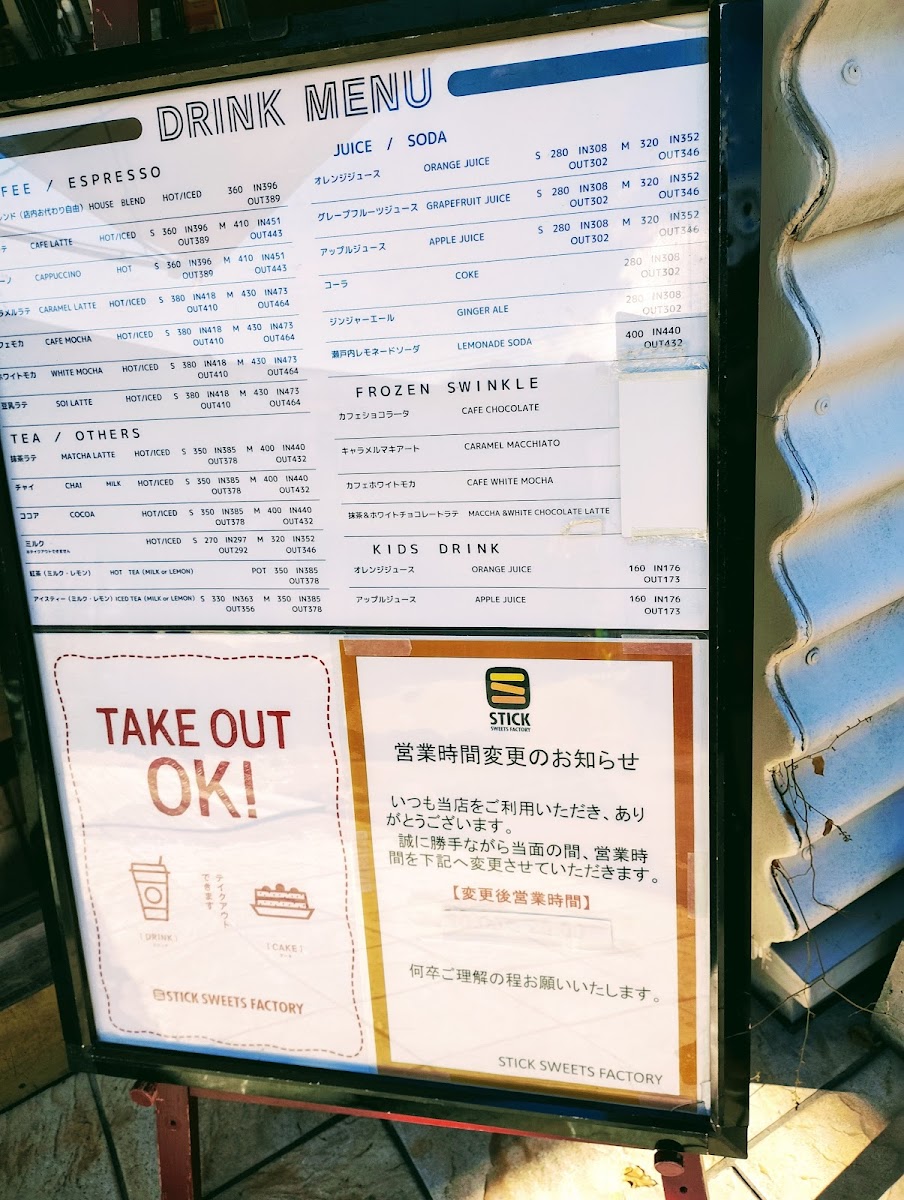 DRINK MENU
FEE / ESPRESSO
ンド（店内お代わり自由） HOUSE BLEND HOT/ICED 360 IN396
OUT389
テ CAFE LATTE HOT/ICED S 360 IN396 M 410 IN451
OUT389 OUT443
ーノ CAPPUCCINO HOT S 360 IN396 M 410 IN451
OUT389 OUT443
ラメルラテ CARAMEL LATTE HOT/ICED S 380 IN418 M 430 IN473
OUT410 OUT464
フェモカ CAFE MOCHA HOT/ICED S 380 IN418 M 430 IN473
OUT410 OUT464
ホワイトモカ WHITE MOCHA HOT/ICED S 380 IN418 M 430 IN473
OUT410 OUT464
豆乳ラテ SOI LATTE HOT/ICED S 380 IN418 M 430 IN473
OUT410 OUT464
TEA / OTHERS
抹茶ラテ MATCHA LATTE HOT/ICED S 350 IN385 M 400 IN440
OUT378 OUT432
チャイ CHAI MILK HOT/ICED S 350 IN385 M 400 IN440
OUT378 OUT432
ココア COCOA HOT/ICED S 350 IN385 M 400 IN440
OUT378 OUT432
ミルク HOT/ICED S 270 IN297 M 320 IN352
※テイクアウトできません OUT292 OUT346
紅茶（ミルク・レモン） HOT TEA (MILK or LEMON) POT 350 IN385
OUT378
アイスティー（ミルク・レモン） ICED TEA (MILK or LEMON) S 330 IN363 M 350 IN385
OUT356 OUT378
JUICE / SODA
オレンジジュース ORANGE JUICE S 280 IN308 M 320 IN352
OUT302 OUT346
グレープフルーツジュース GRAPEFRUIT JUICE S 280 IN308 M 320 IN352
OUT302 OUT346
アップルジュース APPLE JUICE S 280 IN308 M 320 IN352
OUT302 OUT346
コーラ COKE 280 IN308
OUT302
ジンジャーエール GINGER ALE 280 IN308
OUT302
瀬戸内レモネードソーダ LEMONADE SODA 400 IN440
OUT432
FROZEN SWINKLE
カフェショコラータ CAFE CHOCOLATE
キャラメルマキアート CARAMEL MACCHIATO
カフェホワイトモカ CAFE WHITE MOCHA
抹茶＆ホワイトチョコレートラテ MACCHA &WHITE CHOCOLATE LATTE
KIDS DRINK
オレンジジュース ORANGE JUICE 160 IN176
OUT173
アップルジュース APPLE JUICE 160 IN176
OUT173
TAKE OUT
OK!
テイクアウト
できます
[DRINK]
[CAKE]
STICK SWEETS FACTORY
STICK
SWEETS FACTORY
営業時間変更のお知らせ
いつも当店をご利用いただき、あり
がとうございます。
誠に勝手ながら当面の間、営業時
間を下記へ変更させていただきます。
【変更後営業時間】
何卒ご理解の程お願いいたします。
STICK SWEETS FACTORY